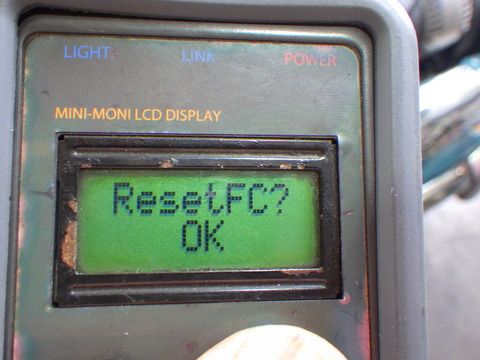 LIGHT LINK POWER
MINI-MONI LCD DISPLAY
ResetFC?
OK